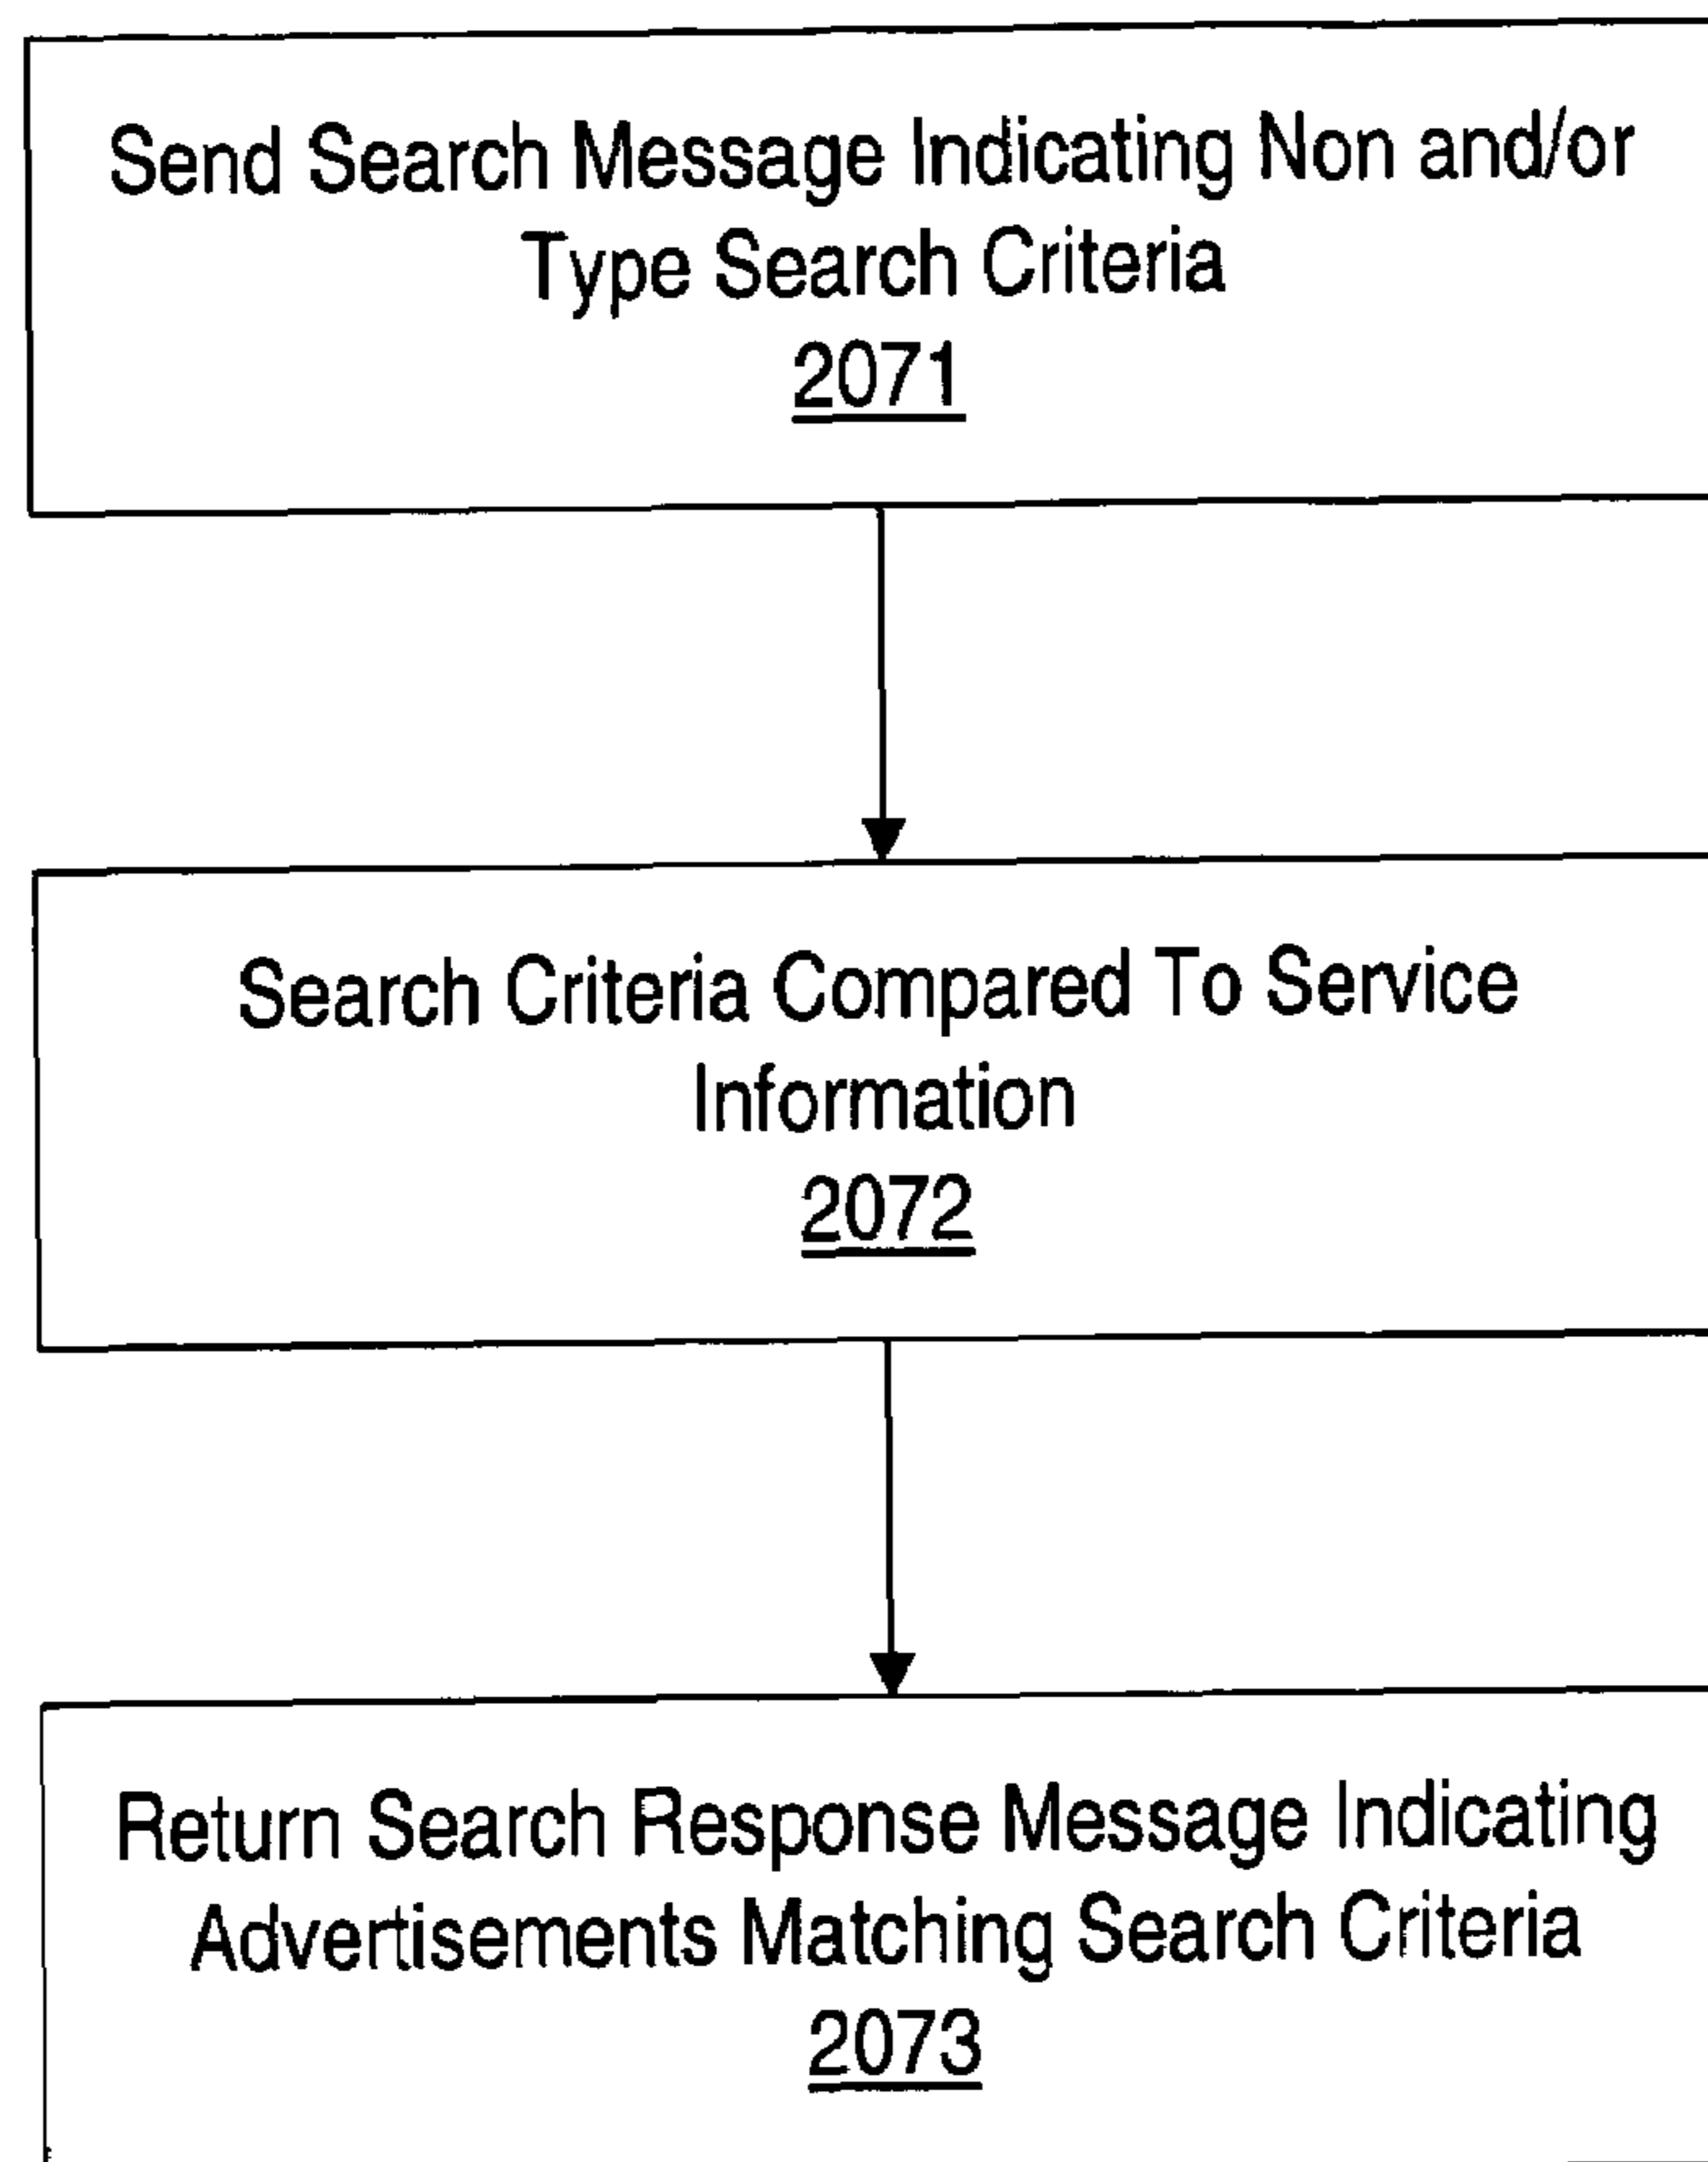 Send Search Message Indicating Non and/or
Type Search Criteria
2071
Search Criteria Compared To Service
Information
2072
Return Search Response Message Indicating
Advertisements Matching Search Criteria
2073